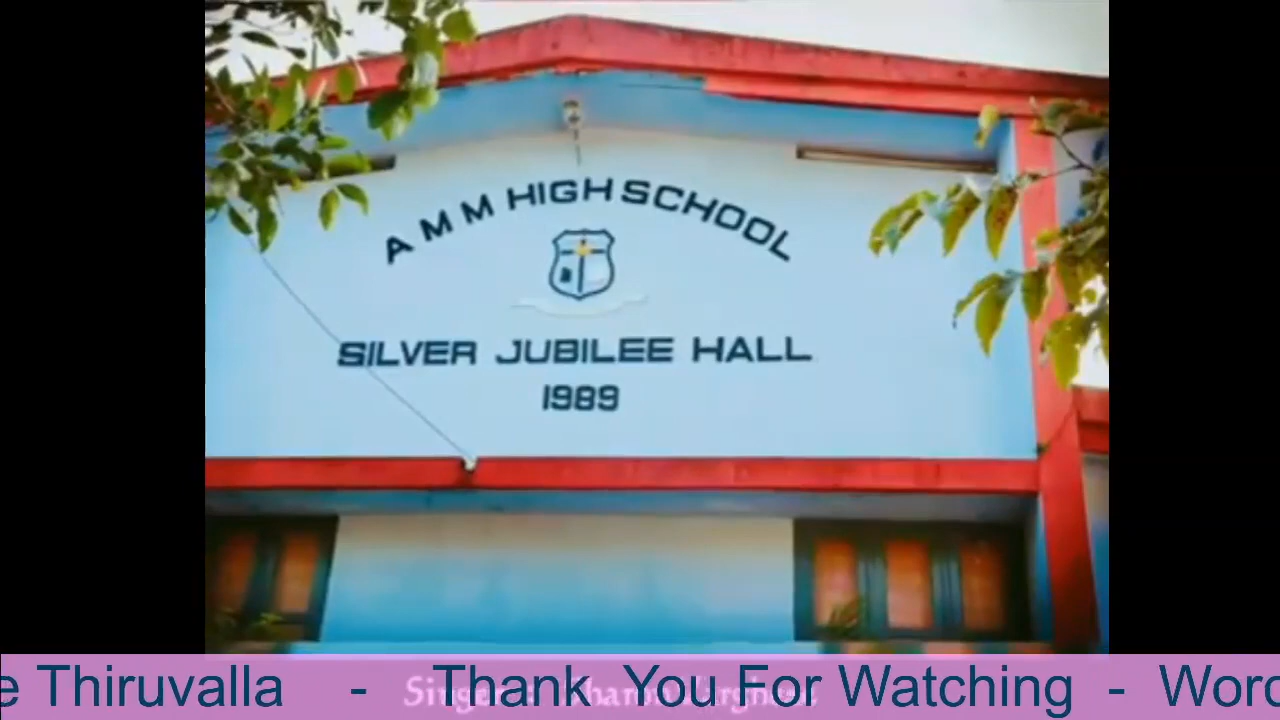 A M M HIGH SCHOOL
SILVER JUBILEE HALL
1989
e Thiruvalla - Thank You For Watching - Word